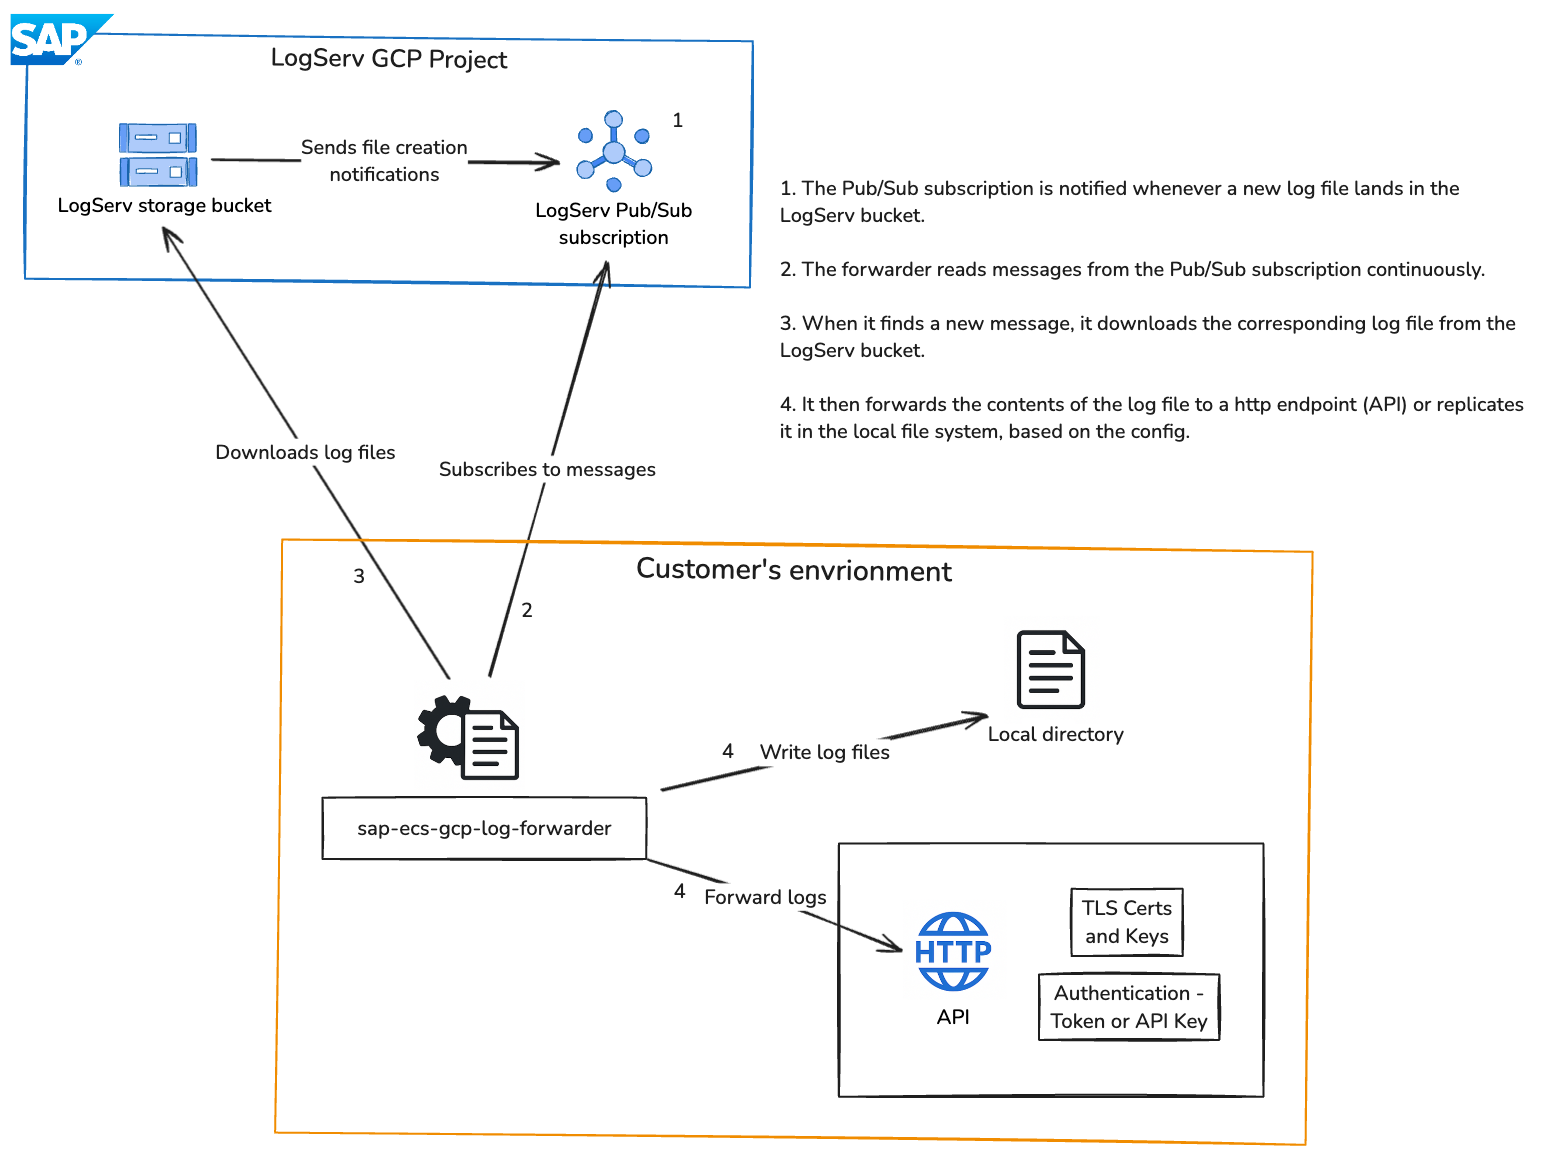 SAP
®
LogServ GCP Project
Sends file creation
notifications
1
LogServ storage bucket
LogServ Pub/Sub
subscription
1. The Pub/Sub subscription is notified whenever a new log file lands in the
LogServ bucket.
2. The forwarder reads messages from the Pub/Sub subscription continuously.
3. When it finds a new message, it downloads the corresponding log file from the
LogServ bucket.
4. It then forwards the contents of the log file to a http endpoint (API) or replicates
it in the local file system, based on the config.
Downloads log files
Subscribes to messages
Customer's envrionment
3
2
Local directory
4 Write log files
sap-ecs-gcp-log-forwarder
4 Forward logs
TLS Certs
and Keys
HTTP
API
Authentication -
Token or API Key